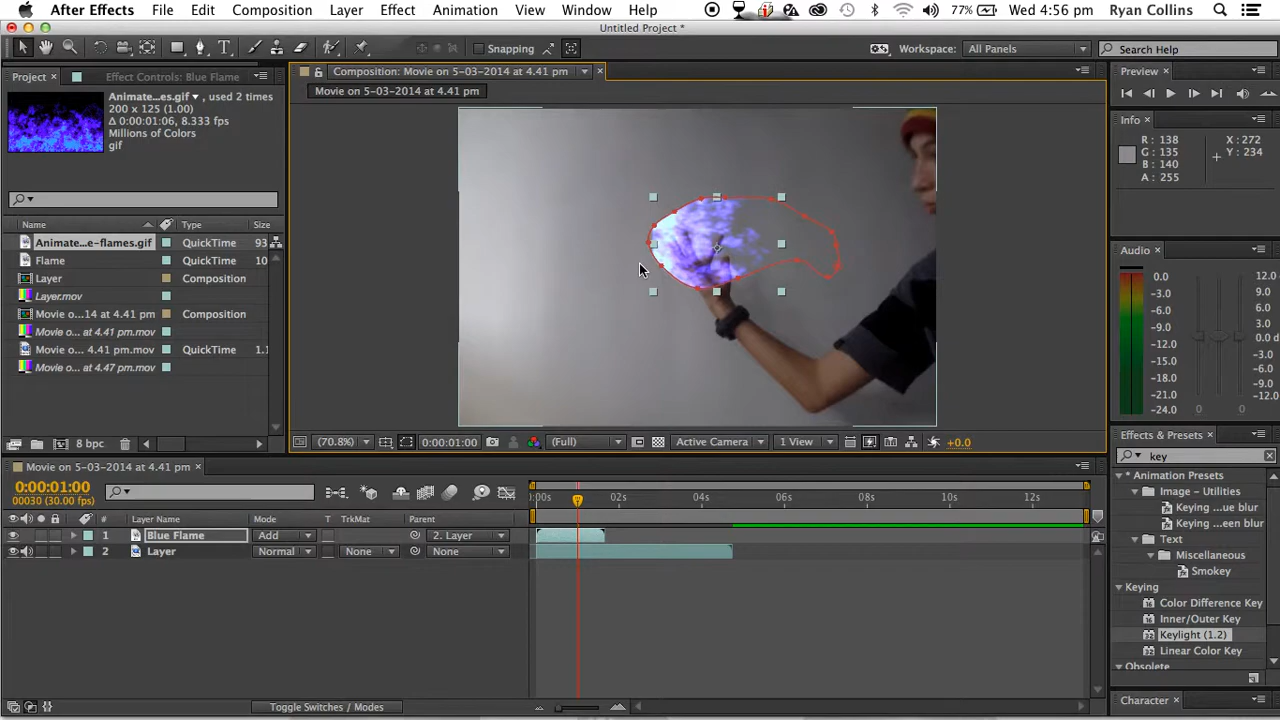 After Effects File Edit Composition Layer Effect Animation View Window Help 77% Wed 4:56 pm Ryan Collins
Untitled Project *
Snapping Workspace: All Panels Search Help
Project Effect Controls: Blue Flame
Animate...es.gif , used 2 times
200 x 125 (1.00)
Δ 0:00:01:06, 8.333 fps
Millions of Colors
gif
Name Type Size
Animate...e-flames.gif QuickTime 93
Flame QuickTime 10
Layer Composition
Layer.mov
Movie o...14 at 4.41 pm Composition
Movie o... at 4.41 pm.mov
Movie o... 4.41 pm.mov QuickTime 1.1
Movie o... at 4.47 pm.mov
8 bpc
Composition: Movie on 5-03-2014 at 4.41 pm
Movie on 5-03-2014 at 4.41 pm
(70.8%) 0:00:01:00 (Full) Active Camera 1 View +0.0
Preview
Info
R: 138 X: 272
G: 135 Y: 234
B: 140
A: 255
Audio
0.0 12.0
-3.0 9.0
-6.0 6.0
-9.0 3.0
-12.0 0.0 d
-15.0 -3.0
-18.0 -6.0
-21.0 -9.0
-24.0 -12.0
0 0
Effects & Presets
key
* Animation Presets
Image – Utilities
Keying ...ue blur
Keying ...een blur
Text
Miscellaneous
Smokey
Keying
Color Difference Key
Inner/Outer Key
Keylight (1.2)
Linear Color Key
Obsolete
Character
Movie on 5-03-2014 at 4.41 pm
0:00:01:00
00030 (30.00 fps)
:00s 02s 04s 06s 08s 10s 12s
# Layer Name Mode T TrkMat Parent
1 Blue Flame Add 2. Layer
2 Layer Normal None None
Toggle Switches / Modes